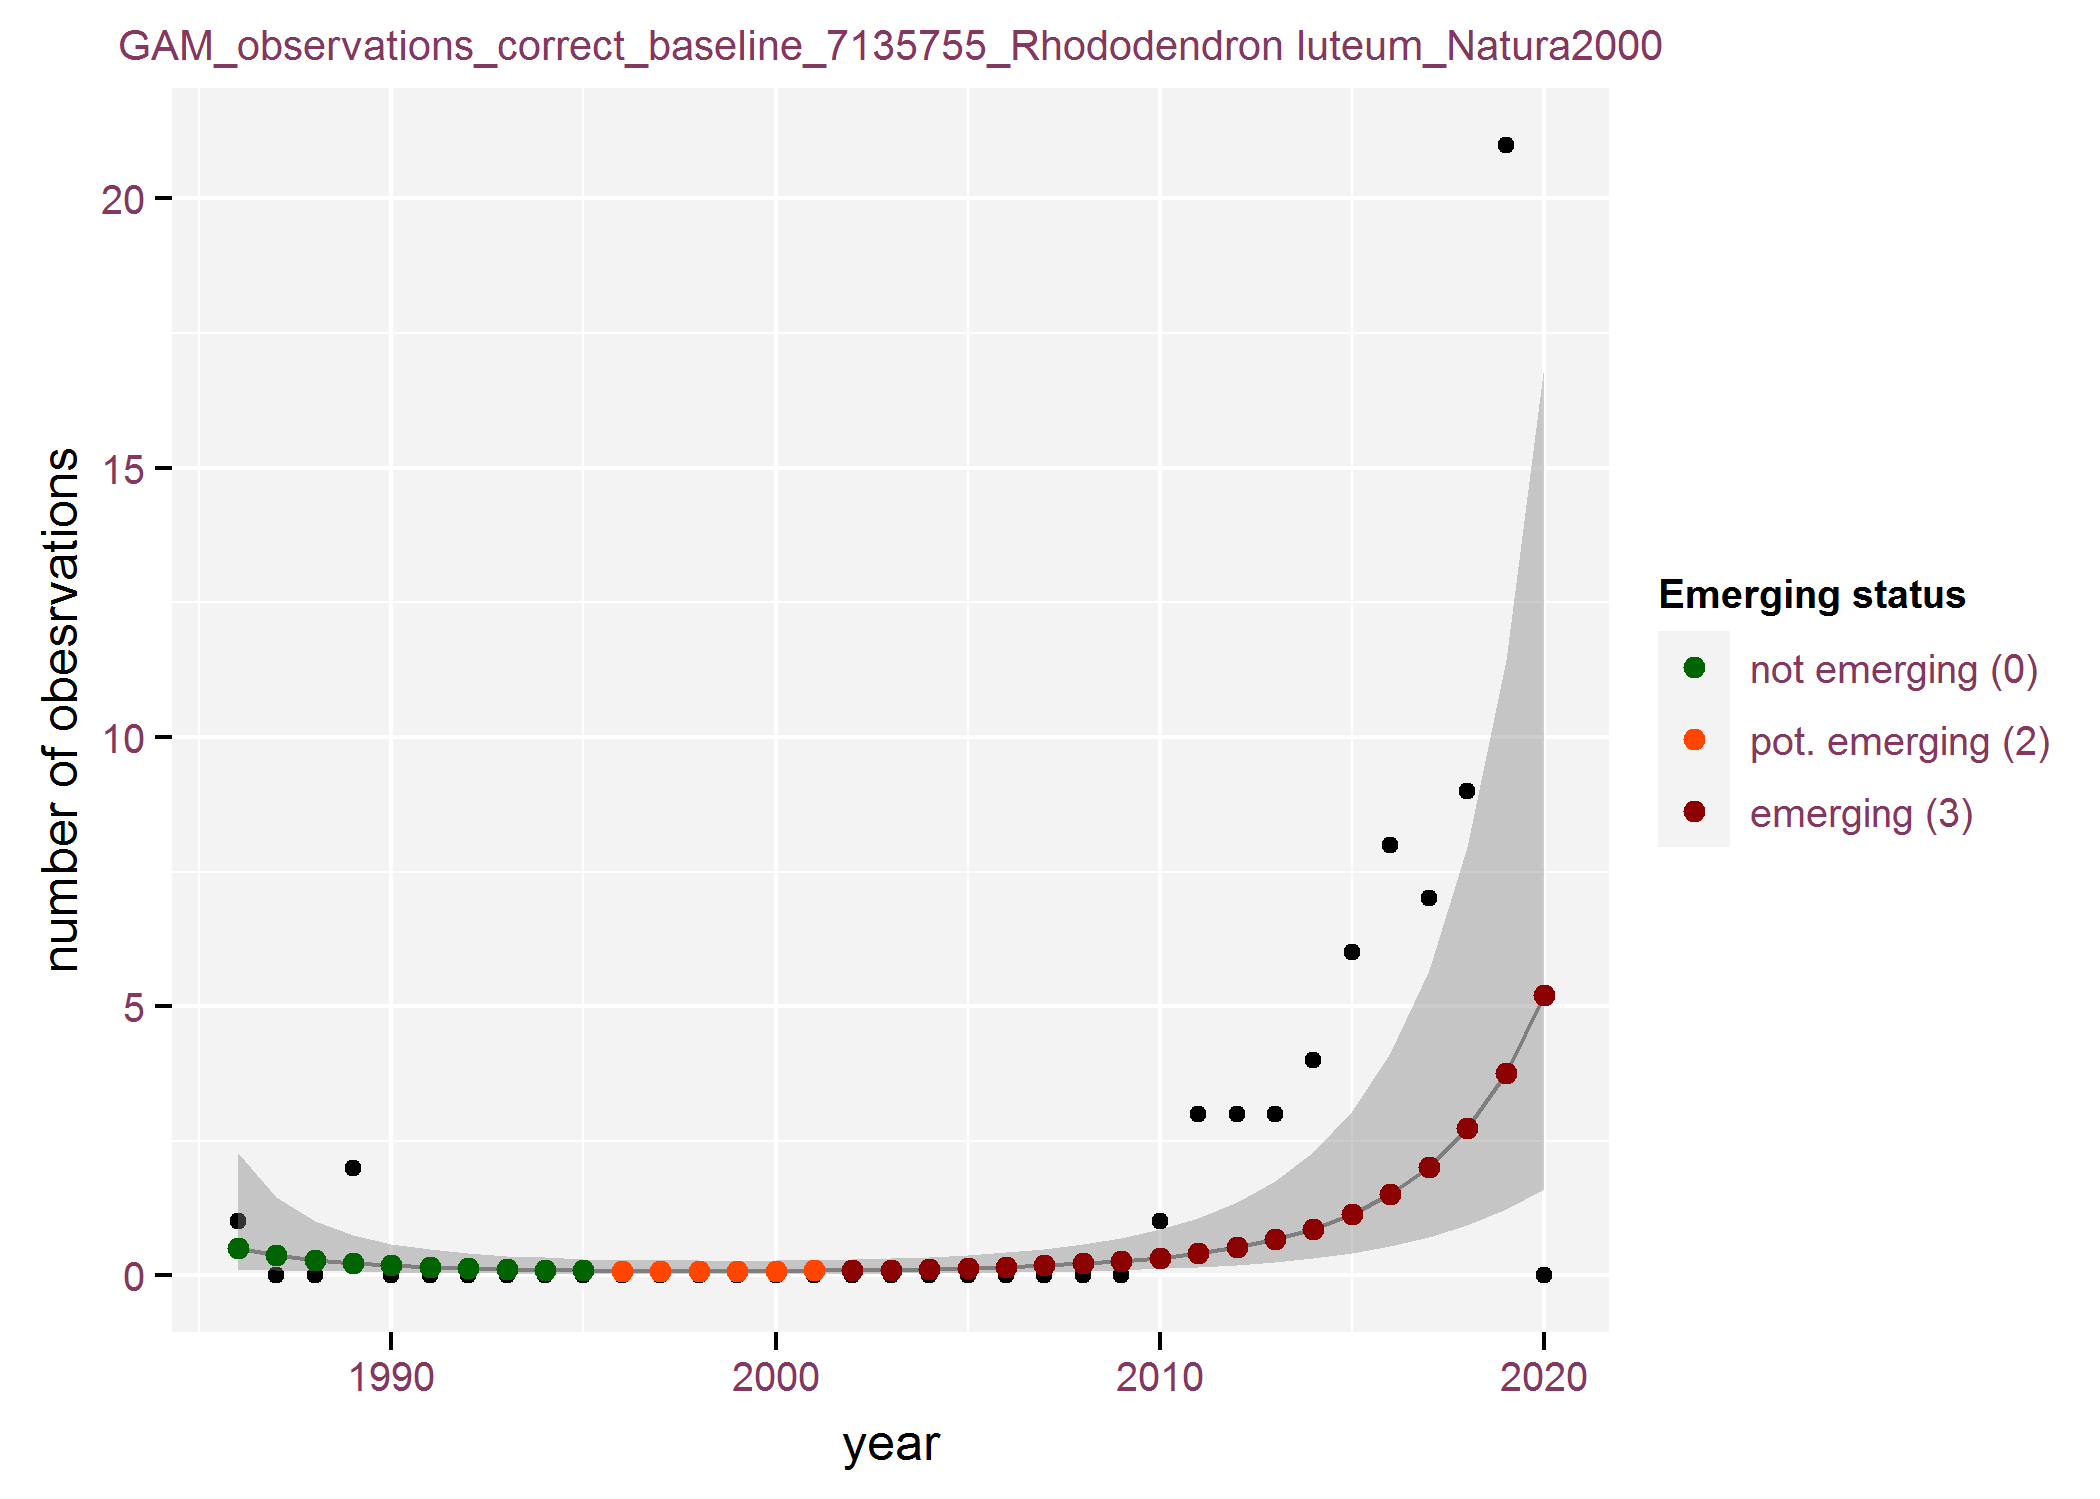 GAM_observations_correct_baseline_7135755_Rhododendron luteum_Natura2000
number of obesrvations
20
15
10
5
0
1990
2000
2010
2020
year
Emerging status
not emerging (0)
pot. emerging (2)
emerging (3)